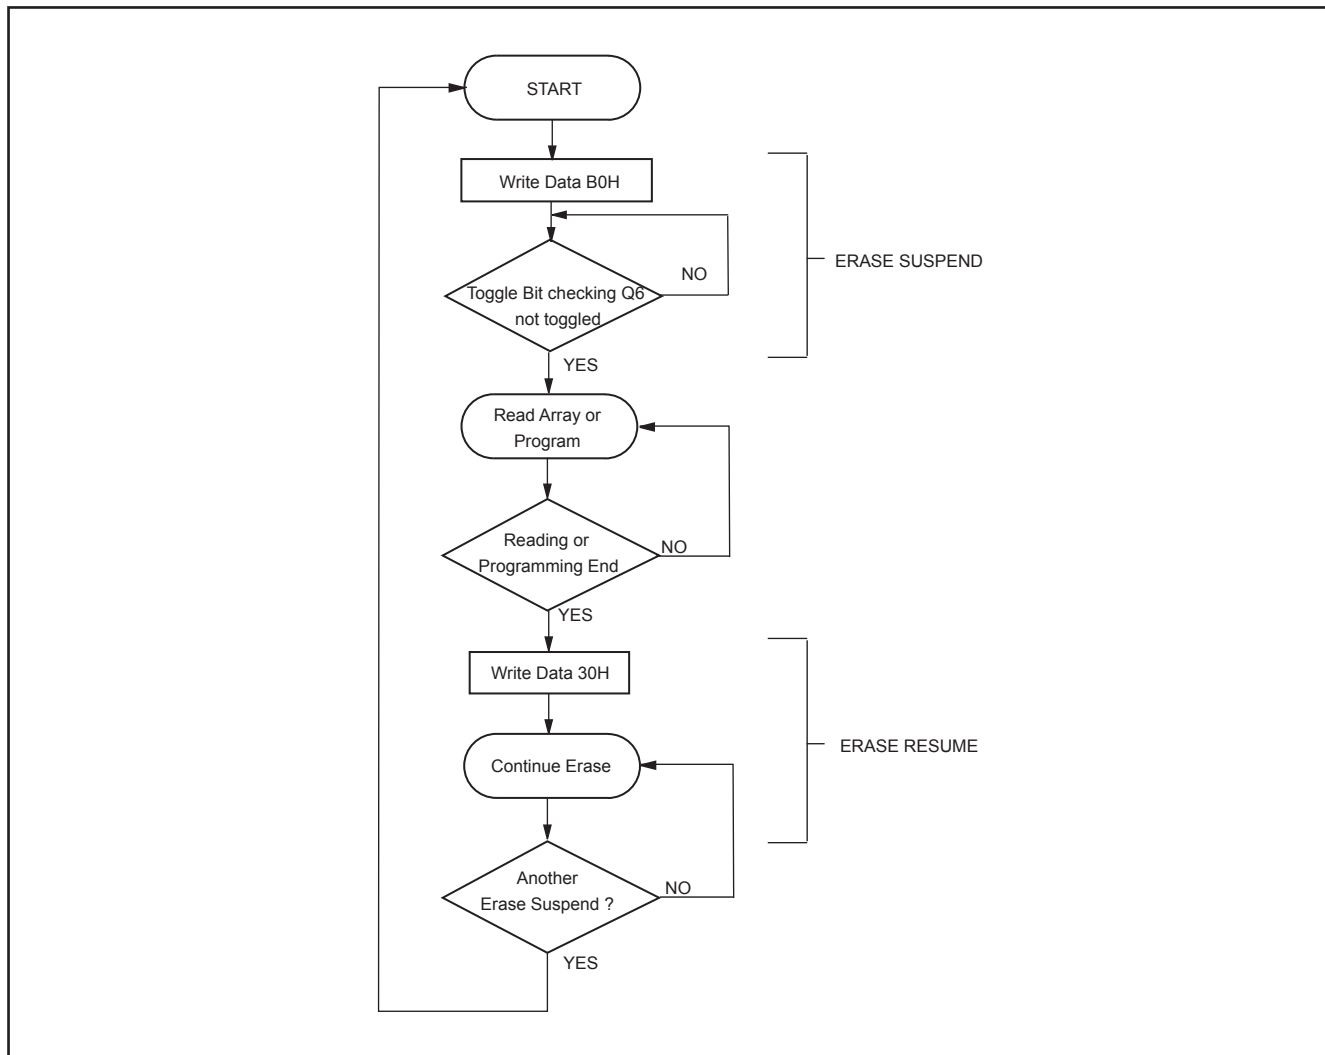 START
Write Data B0H
ERASE SUSPEND
NO
Toggle Bit checking Q6
not toggled
YES
Read Array or
Program
Reading or
Programming End
NO
YES
Write Data 30H
ERASE RESUME
Continue Erase
Another
Erase Suspend ?
NO
YES